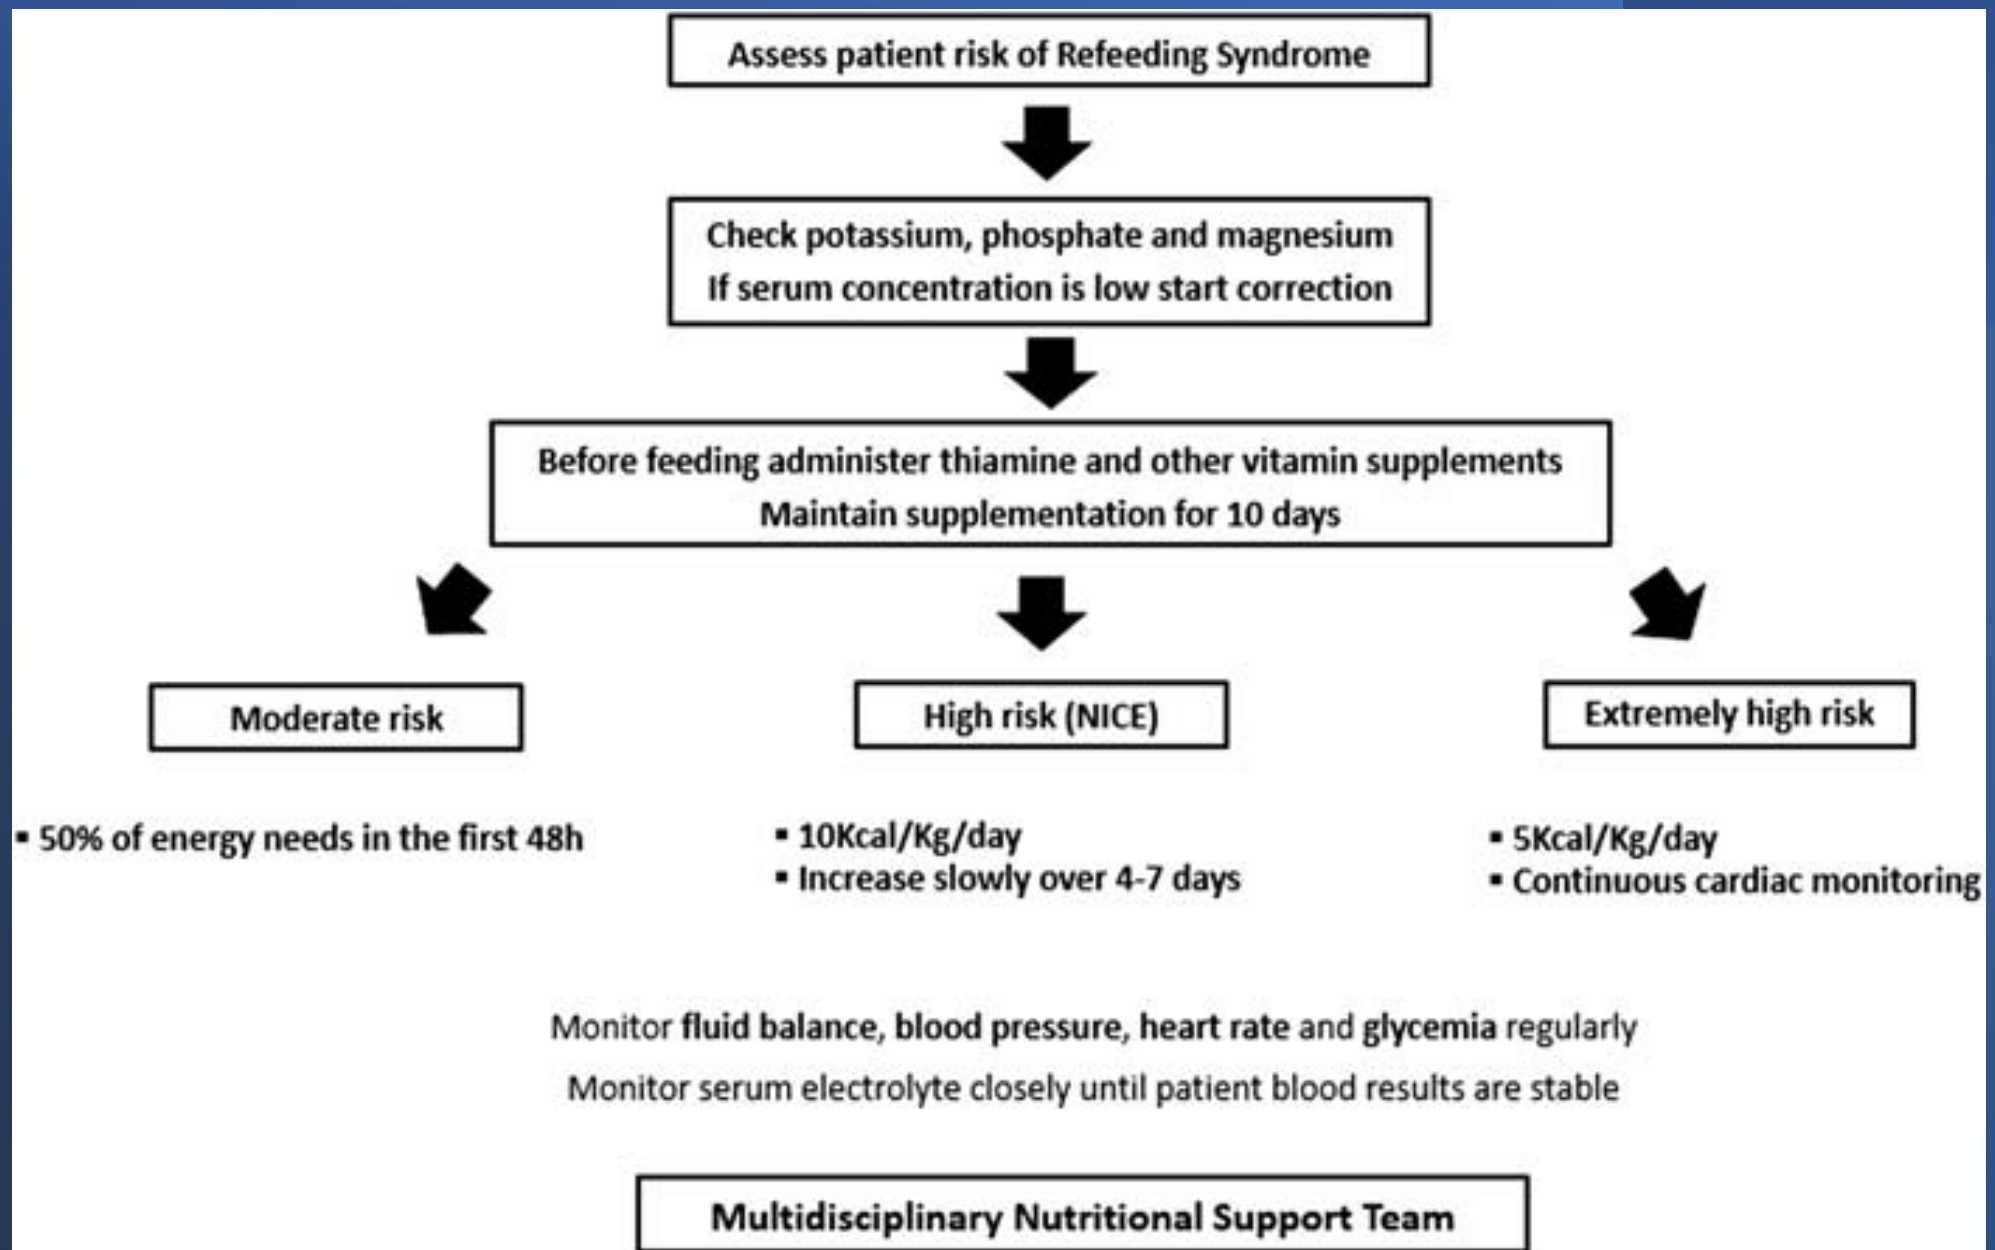 Assess patient risk of Refeeding Syndrome
Check potassium, phosphate and magnesium
If serum concentration is low start correction
Before feeding administer thiamine and other vitamin supplements
Maintain supplementation for 10 days
Moderate risk
▪ 50% of energy needs in the first 48h
High risk (NICE)
▪ 10Kcal/Kg/day
▪ Increase slowly over 4-7 days
Extremely high risk
▪ 5Kcal/Kg/day
▪ Continuous cardiac monitoring
Monitor fluid balance, blood pressure, heart rate and glycemia regularly
Monitor serum electrolyte closely until patient blood results are stable
Multidisciplinary Nutritional Support Team